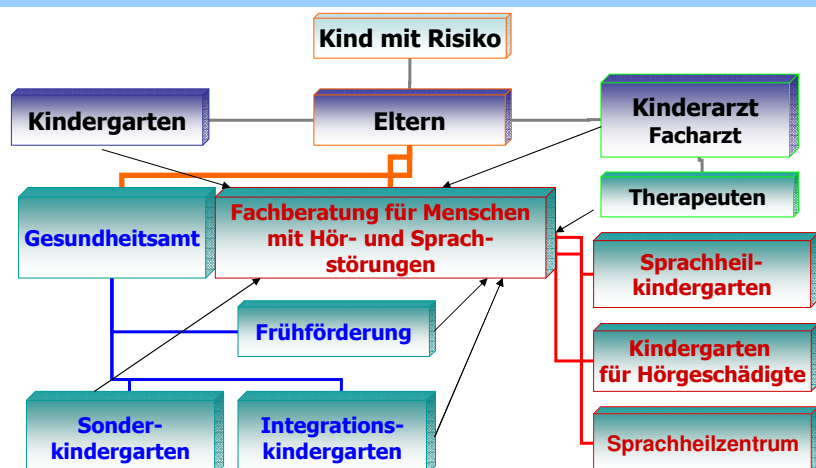 Kind mit Risiko
Kindergarten
Eltern
Kinderarzt
Facharzt
Therapeuten
Gesundheitsamt
Fachberatung für Menschen
mit Hör- und Sprach-
störungen
Sprachheil-
kindergarten
Frühförderung
Kindergarten
für Hörgeschädigte
Sonder-
kindergarten
Integrations-
kindergarten
Sprachheilzentrum